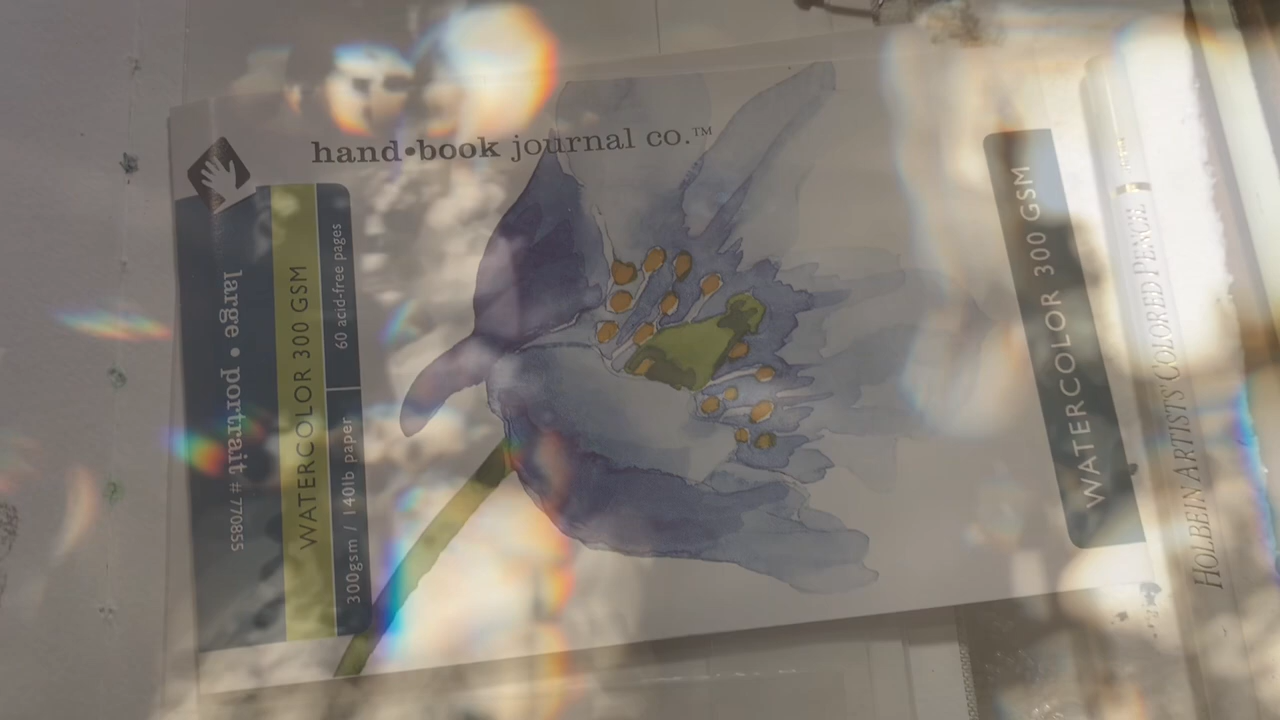 hand•book journal co.™
large • portrait # 770855
WATERCOLOR 300 GSM
60 acid-free pages
300gsm / 140lb paper
WATERCOLOR 300 GSM
HOLBEIN ARTISTS' COLORED PENCIL